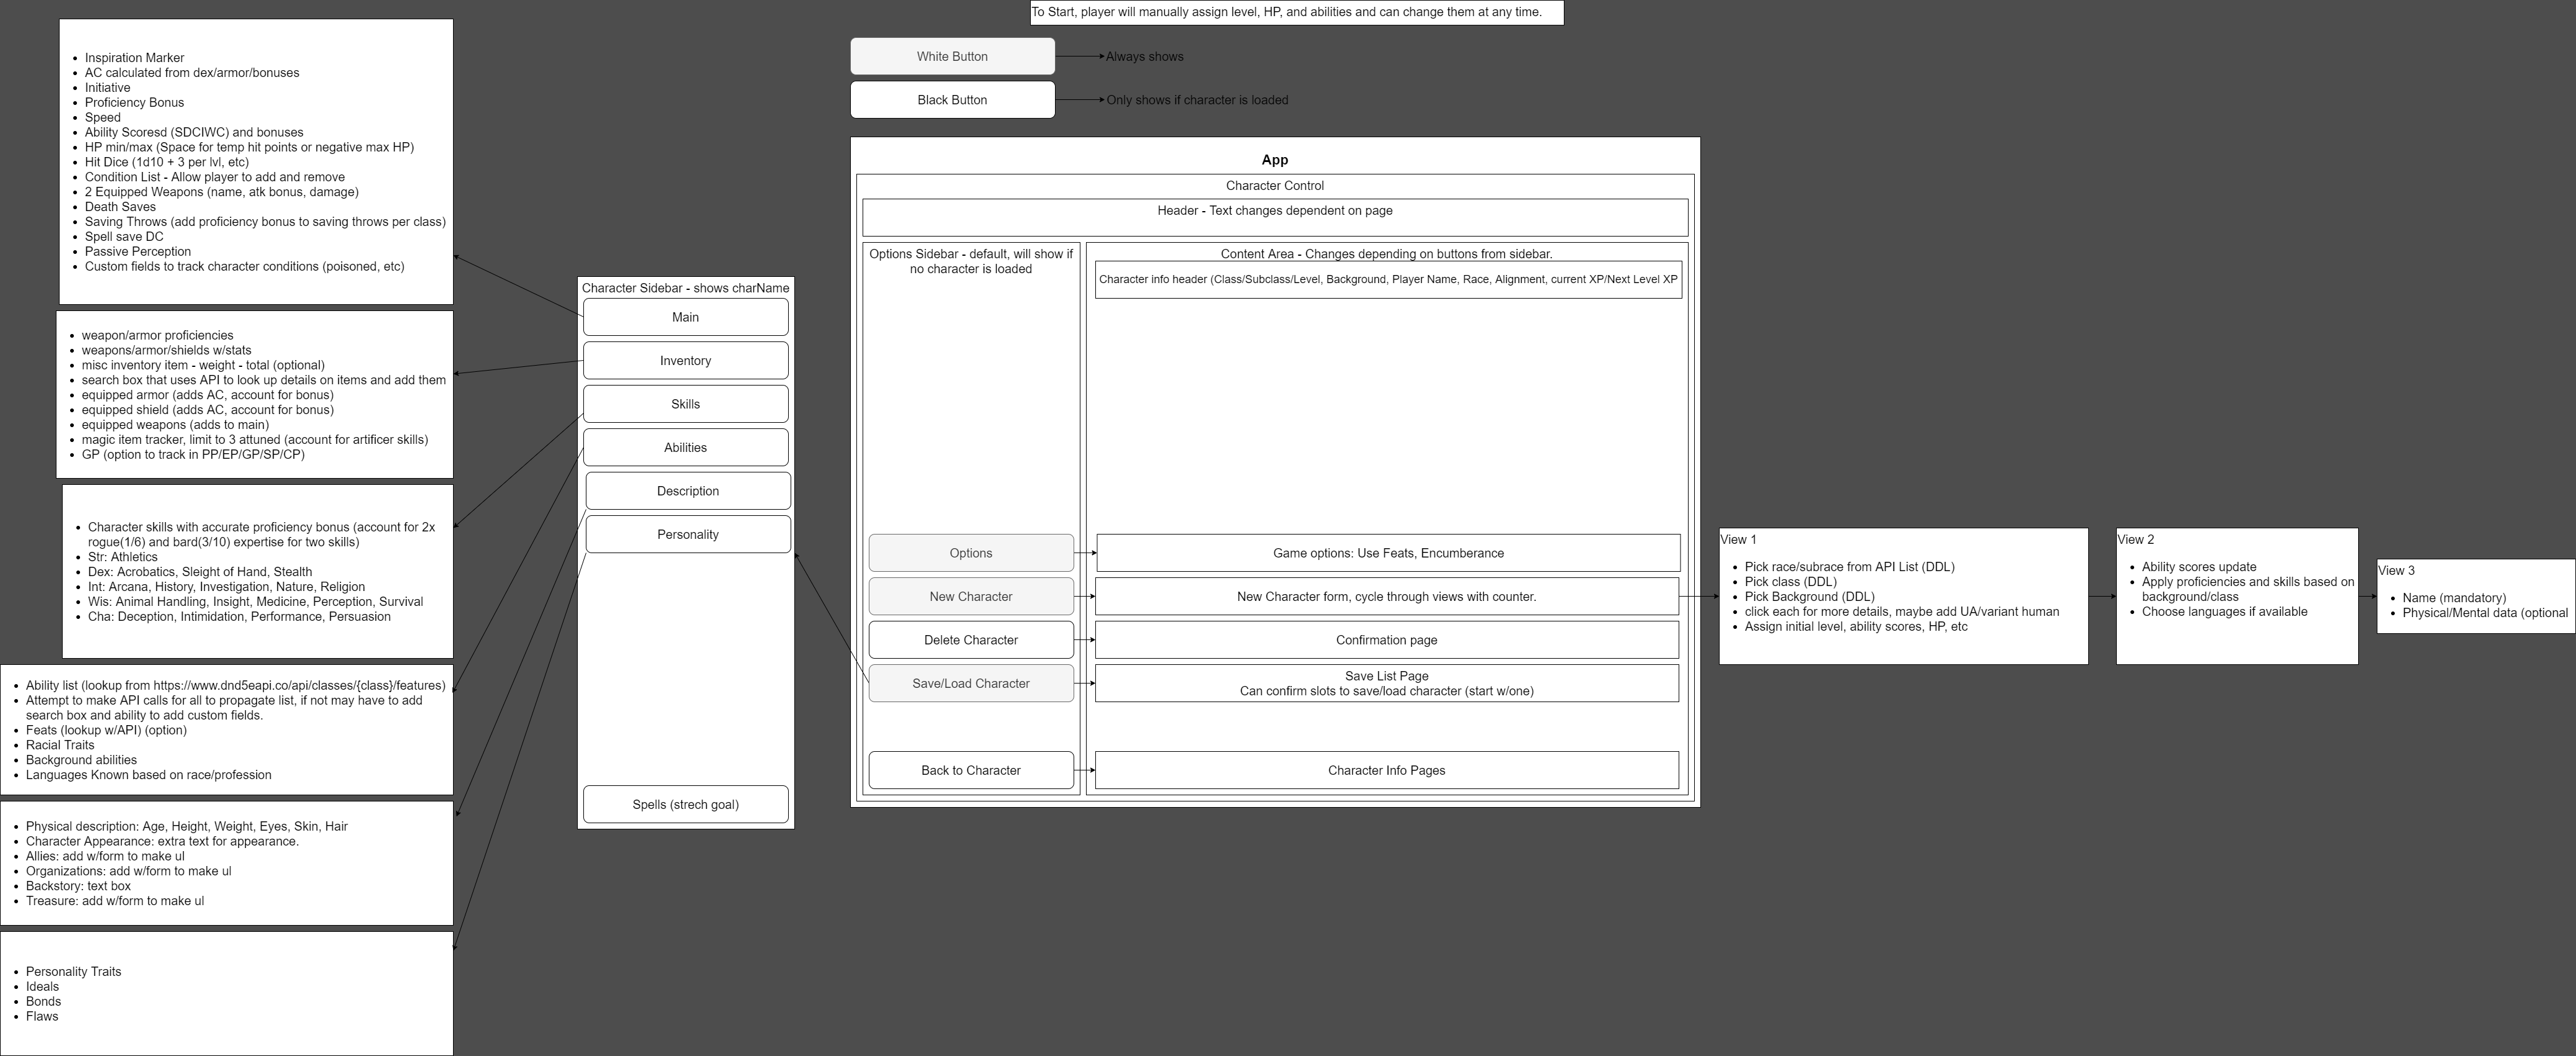 To Start, player will manually assign level, HP, and abilities and can change them at any time.
White Button
Always shows
Black Button
Only shows if character is loaded
Inspiration Marker
AC calculated from dex/armor/bonuses
Initiative
Proficiency Bonus
Speed
Ability Scoresd (SDCIWC) and bonuses
HP min/max (Space for temp hit points or negative max HP)
Hit Dice (1d10 + 3 per lvl, etc)
Condition List - Allow player to add and remove
2 Equipped Weapons (name, atk bonus, damage)
Death Saves
Saving Throws (add proficiency bonus to saving throws per class)
Spell save DC
Passive Perception
Custom fields to track character conditions (poisoned, etc)
weapon/armor proficiencies
weapons/armor/shields w/stats
misc inventory item - weight - total (optional)
search box that uses API to look up details on items and add them
equipped armor (adds AC, account for bonus)
equipped shield (adds AC, account for bonus)
equipped weapons (adds to main)
magic item tracker, limit to 3 attuned (account for artificer skills)
GP (option to track in PP/EP/GP/SP/CP)
Character skills with accurate proficiency bonus (account for 2x
rogue(1/6) and bard(3/10) expertise for two skills)
Str: Athletics
Dex: Acrobatics, Sleight of Hand, Stealth
Int: Arcana, History, Investigation, Nature, Religion
Wis: Animal Handling, Insight, Medicine, Perception, Survival
Cha: Deception, Intimidation, Performance, Persuasion
Ability list (lookup from https://www.dnd5eapi.co/api/classes/{class}/features)
Attempt to make API calls for all to propagate list, if not may have to add
search box and ability to add custom fields.
Feats (lookup w/API) (option)
Racial Traits
Background abilities
Languages Known based on race/profession
Physical description: Age, Height, Weight, Eyes, Skin, Hair
Character Appearance: extra text for appearance.
Allies: add w/form to make ul
Organizations: add w/form to make ul
Backstory: text box
Treasure: add w/form to make ul
Personality Traits
Ideals
Bonds
Flaws
Character Sidebar - shows charName
Main
Inventory
Skills
Abilities
Description
Personality
Spells (strech goal)
App
Character Control
Header - Text changes dependent on page
Options Sidebar - default, will show if
no character is loaded
Content Area - Changes depending on buttons from sidebar.
Character info header (Class/Subclass/Level, Background, Player Name, Race, Alignment, current XP/Next Level XP
Options
Game options: Use Feats, Encumberance
New Character
New Character form, cycle through views with counter.
Delete Character
Confirmation page
Save/Load Character
Save List Page
Can confirm slots to save/load character (start w/one)
Back to Character
Character Info Pages
View 1
Pick race/subrace from API List (DDL)
Pick class (DDL)
Pick Background (DDL)
click each for more details, maybe add UA/variant human
Assign initial level, ability scores, HP, etc
View 2
Ability scores update
Apply proficiencies and skills based on
background/class
Choose languages if available
View 3
Name (mandatory)
Physical/Mental data (optional